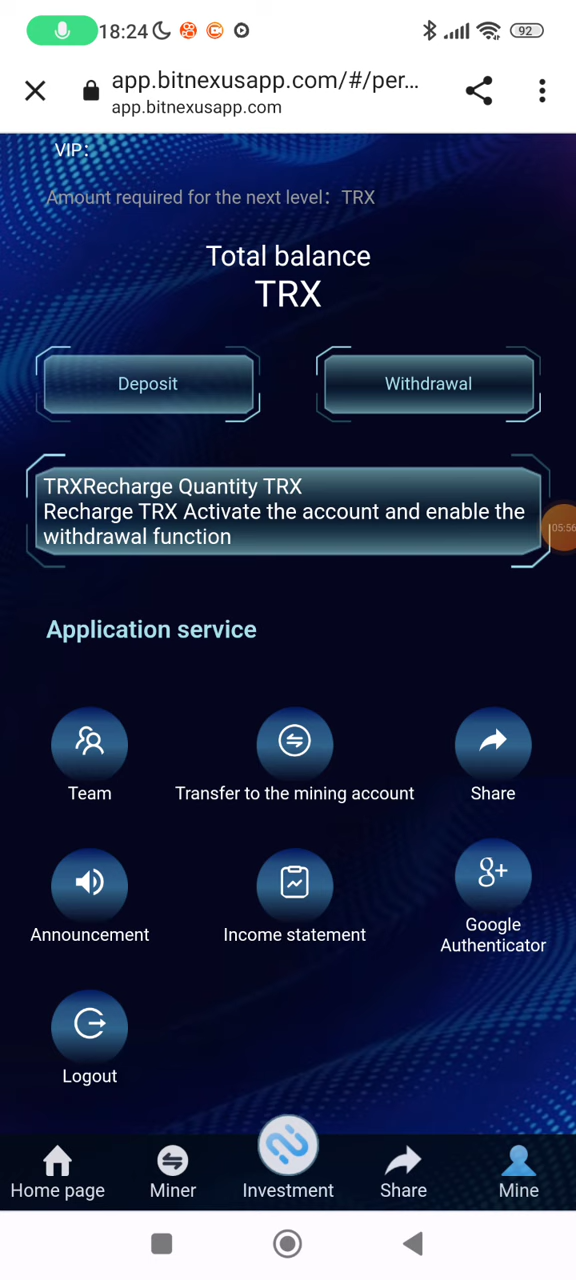 18:24
92
app.bitnexusapp.com/#/per...
app.bitnexusapp.com
VIP:
Amount required for the next level: TRX
Total balance
TRX
Deposit
Withdrawal
TRXRecharge Quantity TRX
Recharge TRX Activate the account and enable the
withdrawal function
05:56
Application service
Team
Transfer to the mining account
Share
Announcement
Income statement
Google
Authenticator
Logout
Home page
Miner
Investment
Share
Mine